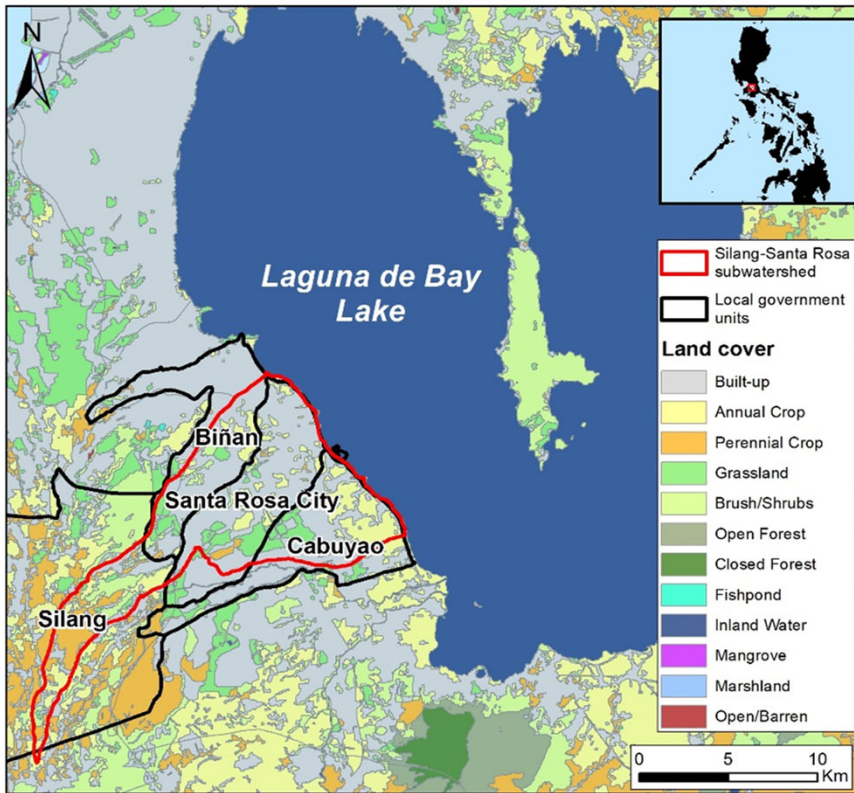 N
Laguna de Bay
Lake
Biñan
Santa Rosa City
Cabuyao
Silang
Silang-Santa Rosa
subwatershed
Local government
units
Land cover
Built-up
Annual Crop
Perennial Crop
Grassland
Brush/Shrubs
Open Forest
Closed Forest
Fishpond
Inland Water
Mangrove
Marshland
Open/Barren
0 5 10
Km